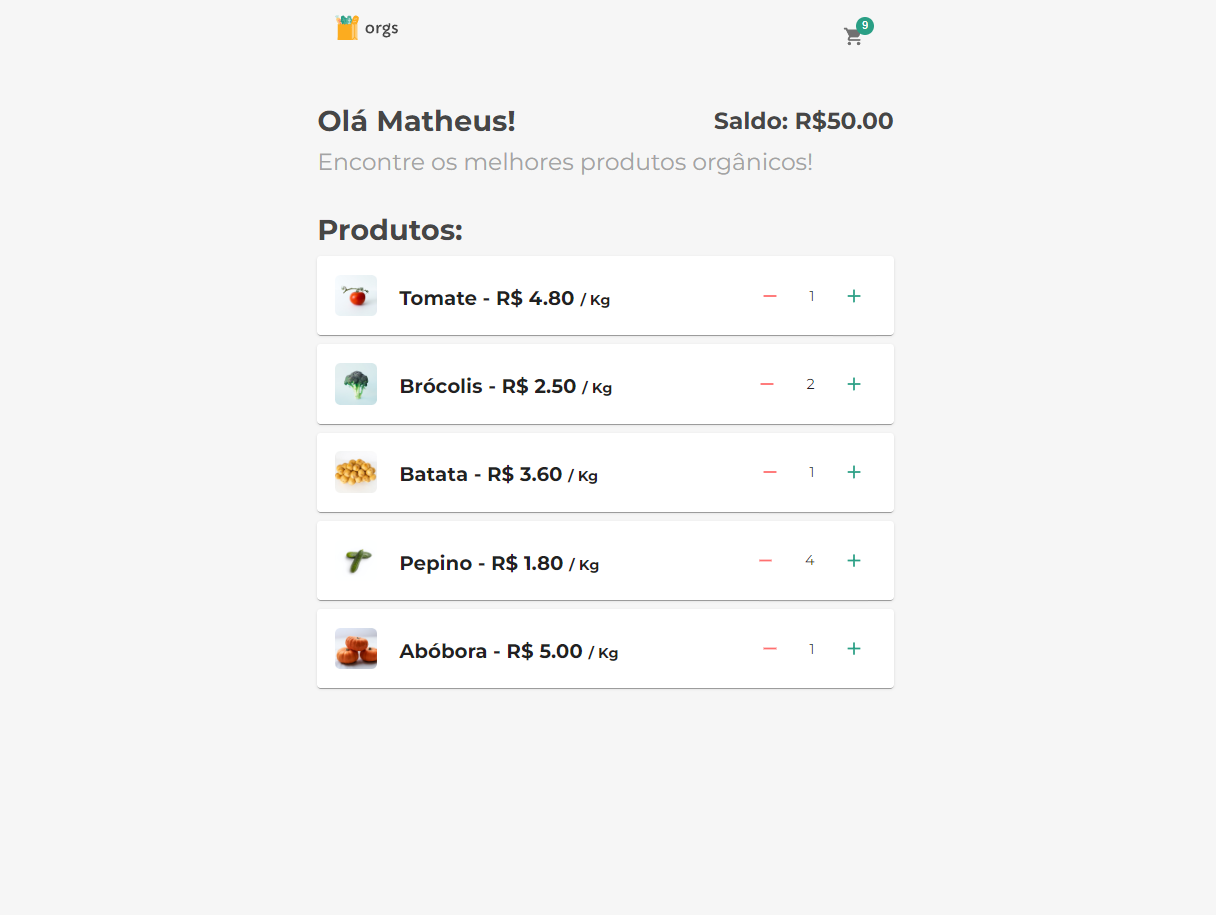 orgs
9
Olá Matheus!
Saldo: R$50.00
Encontre os melhores produtos orgânicos!
Produtos:
Tomate - R$ 4.80 / Kg
1
Brócolis - R$ 2.50 / Kg
2
Batata - R$ 3.60 / Kg
1
Pepino - R$ 1.80 / Kg
4
Abóbora - R$ 5.00 / Kg
1